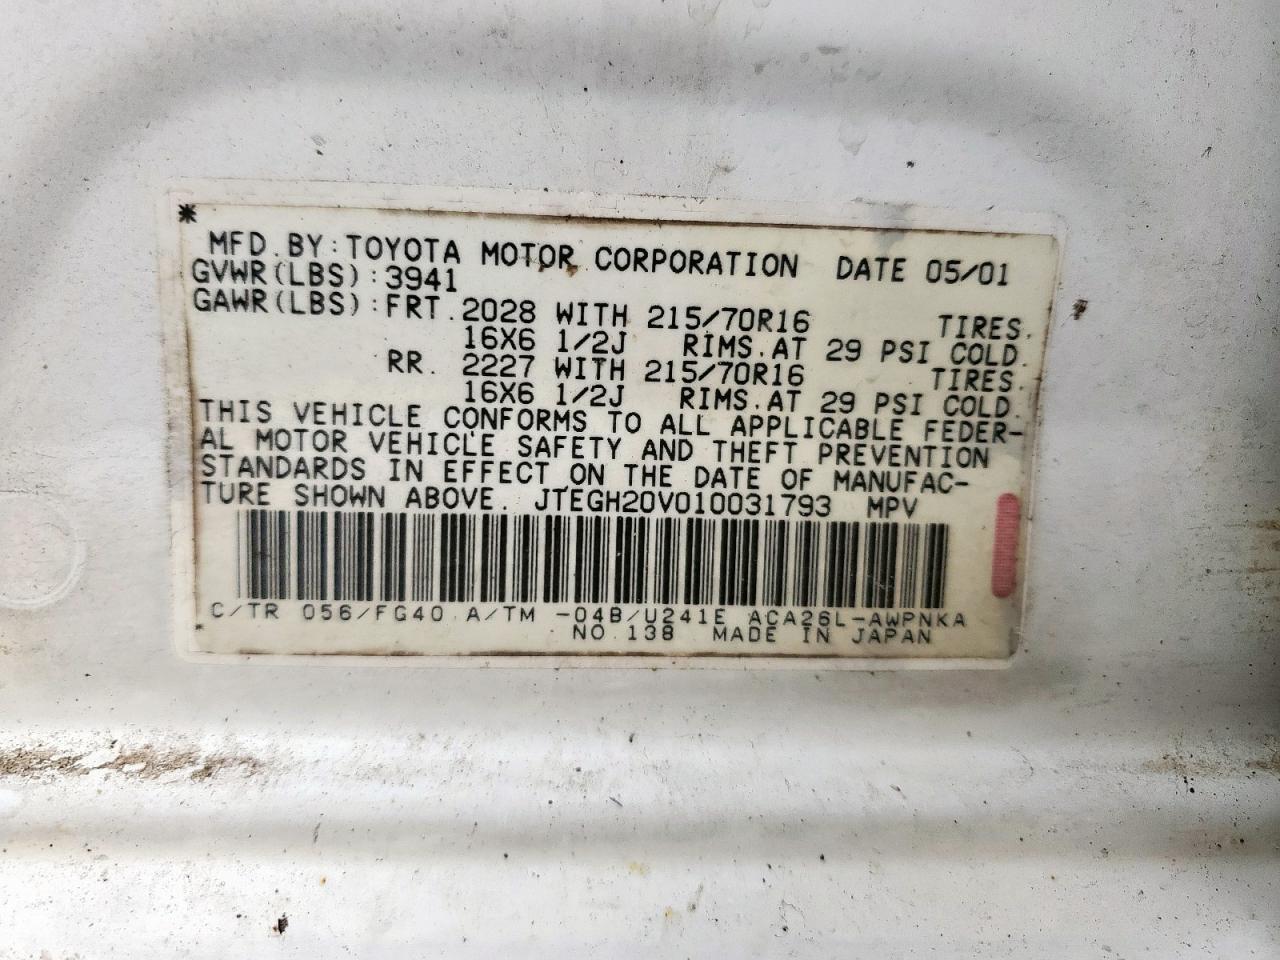 *
MFD.BY:TOYOTA MOTOR CORPORATION DATE 05/01
GVWR(LBS):3941
GAWR(LBS):FRT.2028 WITH 215/70R16 TIRES.
16X6 1/2J RIMS.AT 29 PSI COLD.
RR. 2227 WITH 215/70R16 TIRES.
16X6 1/2J RIMS.AT 29 PSI COLD.
THIS VEHICLE CONFORMS TO ALL APPLICABLE FEDER-
AL MOTOR VEHICLE SAFETY AND THEFT PREVENTION
STANDARDS IN EFFECT ON THE DATE OF MANUFAC-
TURE SHOWN ABOVE. JTEGH20V010031793 MPV
C/TR 056/FG40 A/TM -04B/U241E ACA26L-AWPNKA
NO.138 MADE IN JAPAN